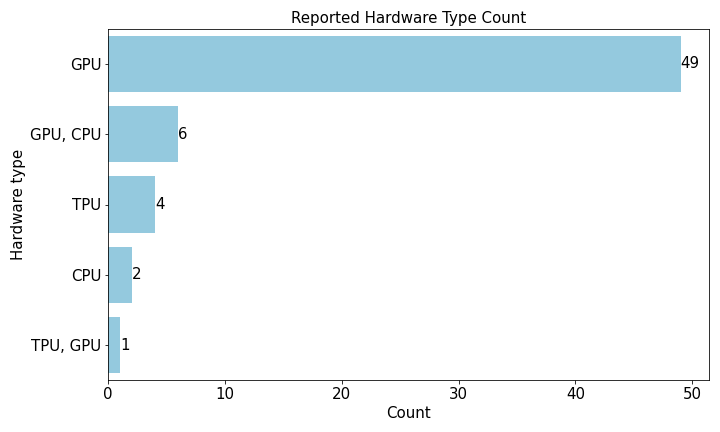 Reported Hardware Type Count
Hardware type
GPU
49
GPU, CPU
6
TPU
4
CPU
2
TPU, GPU
1
0 10 20 30 40 50
Count